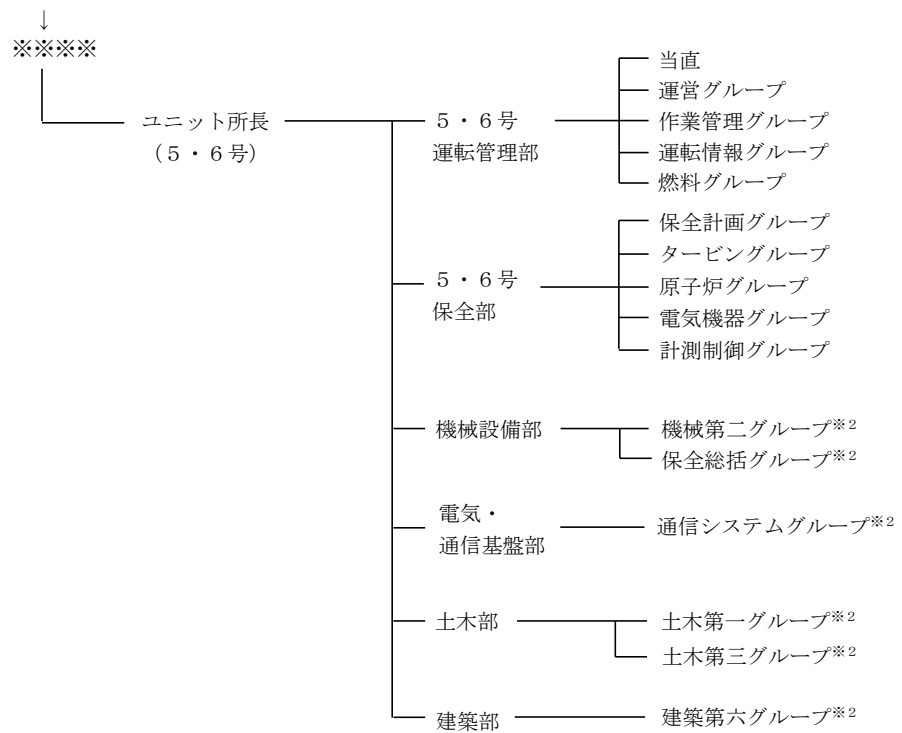 ↓
※※※※
ユニット所長
(5・6号)
5・6号
運転管理部
当直
運営グループ
作業管理グループ
運転情報グループ
燃料グループ
5・6号
保全部
保全計画グループ
タービングループ
原子炉グループ
電気機器グループ
計測制御グループ
機械設備部
機械第二グループ※2
保全総括グループ※2
電気・
通信基盤部
通信システムグループ※2
土木部
土木第一グループ※2
土木第三グループ※2
建築部
建築第六グループ※2